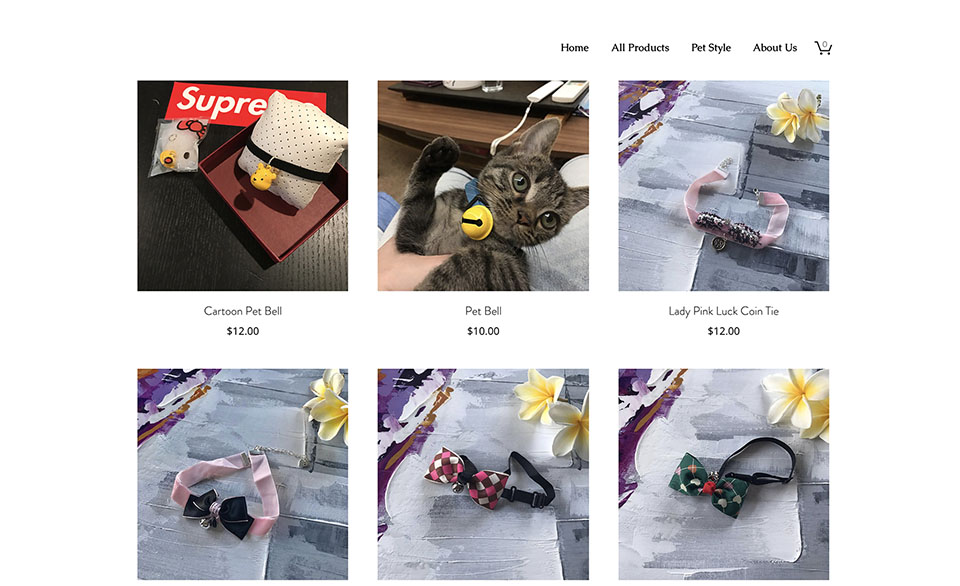 Home All Products Pet Style About Us 0
Supre
Cartoon Pet Bell
$12.00
Pet Bell
$10.00
Lady Pink Luck Coin Tie
$12.00